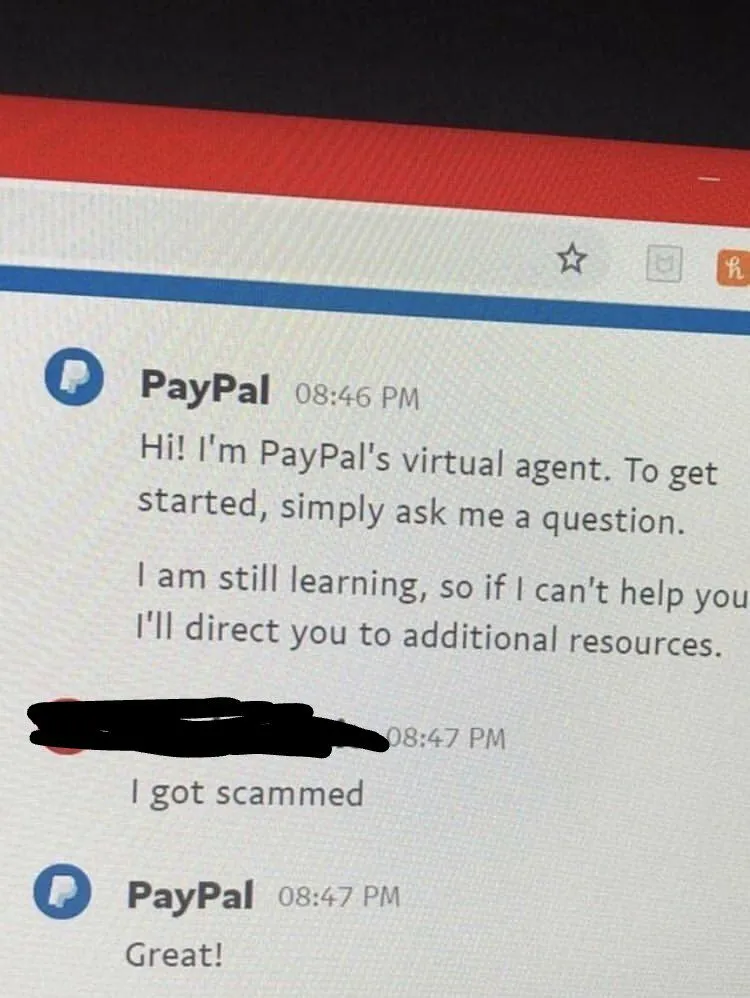 PayPal 08:46 PM
Hi! I'm PayPal's virtual agent. To get
started, simply ask me a question.
I am still learning, so if I can't help you
I'll direct you to additional resources.
08:47 PM
I got scammed
PayPal 08:47 PM
Great!